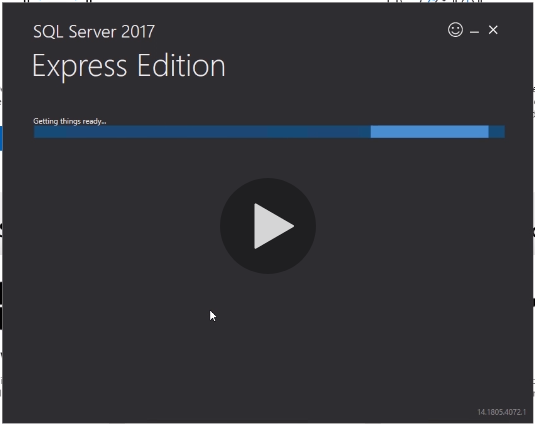 SQL Server 2017
Express Edition
Getting things ready...
14.1805.4072.1